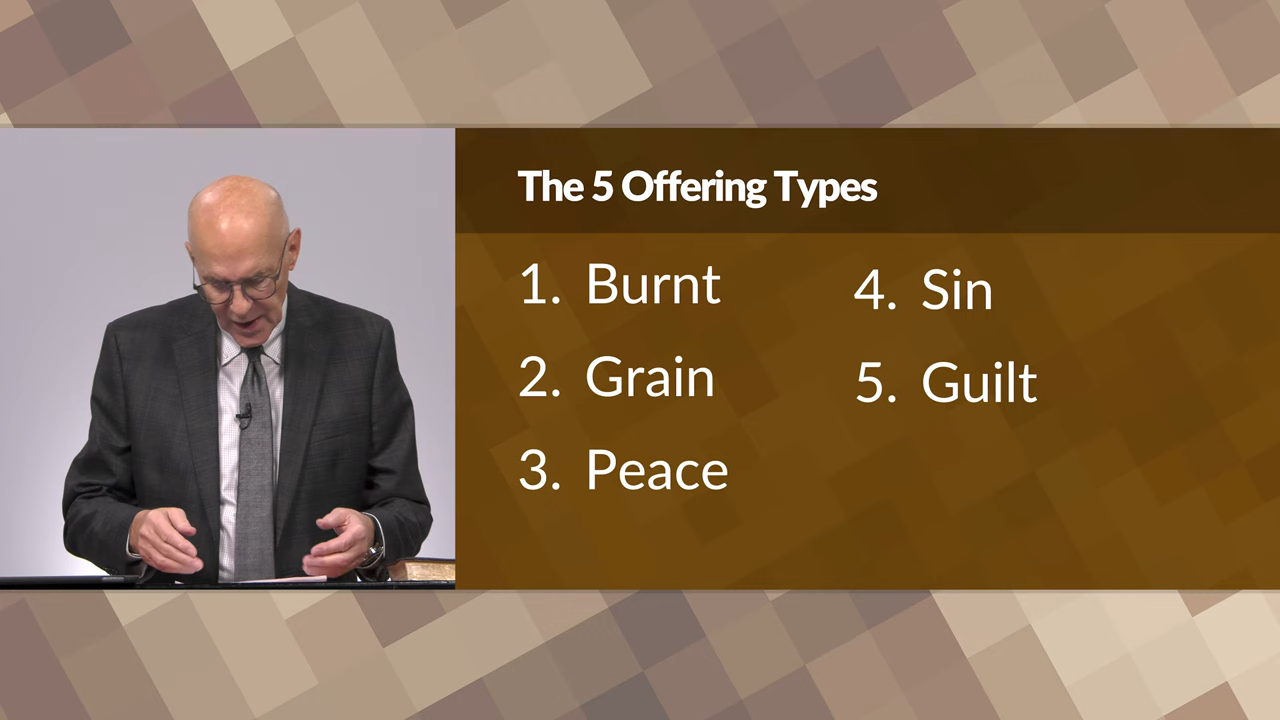 The 5 Offering Types
1. Burnt
2. Grain
3. Peace
4. Sin
5. Guilt